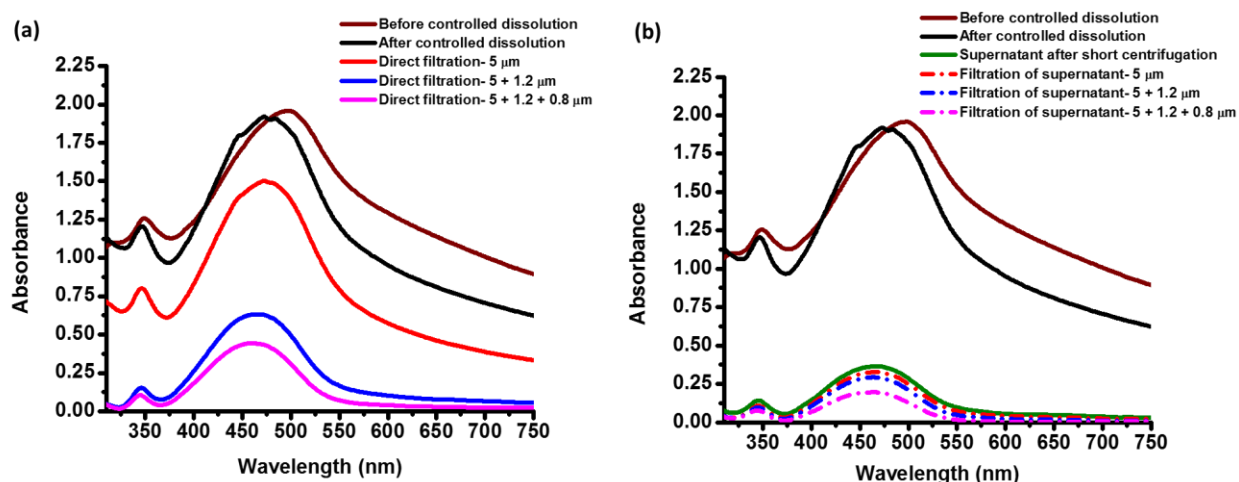 (a)
Before controlled dissolution
After controlled dissolution
Direct filtration- 5 μm
Direct filtration- 5 + 1.2 μm
Direct filtration- 5 + 1.2 + 0.8 μm
2.25
2.00
1.75
1.50
1.25
1.00
0.75
0.50
0.25
0.00
Absorbance
350 400 450 500 550 600 650 700 750
Wavelength (nm)
(b)
Before controlled dissolution
After controlled dissolution
Supernatant after short centrifugation
Filtration of supernatant- 5 μm
Filtration of supernatant- 5 + 1.2 μm
Filtration of supernatant- 5 + 1.2 + 0.8 μm
2.25
2.00
1.75
1.50
1.25
1.00
0.75
0.50
0.25
0.00
Absorbance
350 400 450 500 550 600 650 700 750
Wavelength (nm)